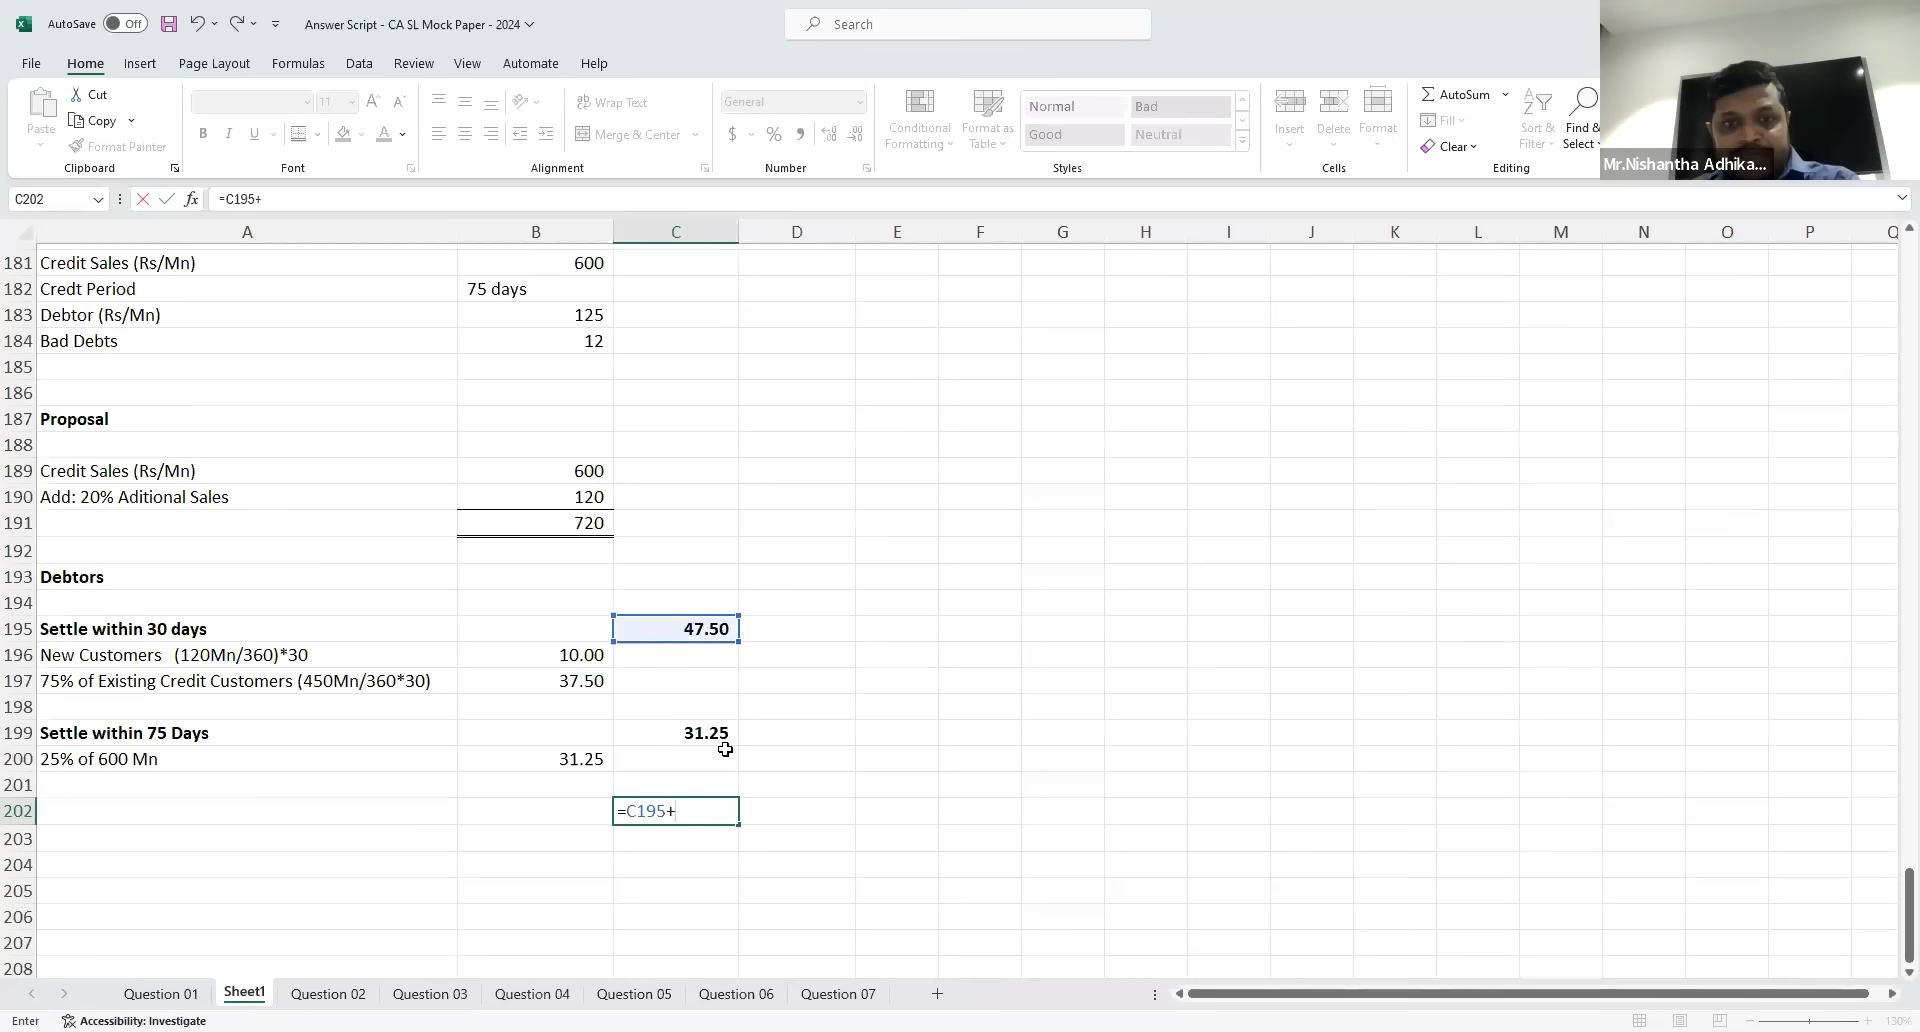 AutoSave Off Answer Script - CA SL Mock Paper - 2024 Search
File Home Insert Page Layout Formulas Data Review View Automate Help
Paste Cut Copy Format Painter Clipboard
11 B I U A Font
Wrap Text Merge & Center Alignment
General $ % Number
Conditional Formatting Format as Table Normal Bad Good Neutral Styles
Insert Delete Format Cells
AutoSum Fill Clear Sort & Filter Find & Select Editing
Mr.Nishantha Adhika...
C202 fx =C195+
A B C D E F G H I J K L M N O P Q
181 Credit Sales (Rs/Mn) 600
182 Credt Period 75 days
183 Debtor (Rs/Mn) 125
184 Bad Debts 12
185
186
187 Proposal
188
189 Credit Sales (Rs/Mn) 600
190 Add: 20% Aditional Sales 120
191 720
192
193 Debtors
194
195 Settle within 30 days 47.50
196 New Customers (120Mn/360)*30 10.00
197 75% of Existing Credit Customers (450Mn/360*30) 37.50
198
199 Settle within 75 Days 31.25
200 25% of 600 Mn 31.25
201
202 =C195+
203
204
205
206
207
208
Question 01 Sheet1 Question 02 Question 03 Question 04 Question 05 Question 06 Question 07
Enter Accessibility: Investigate 130%